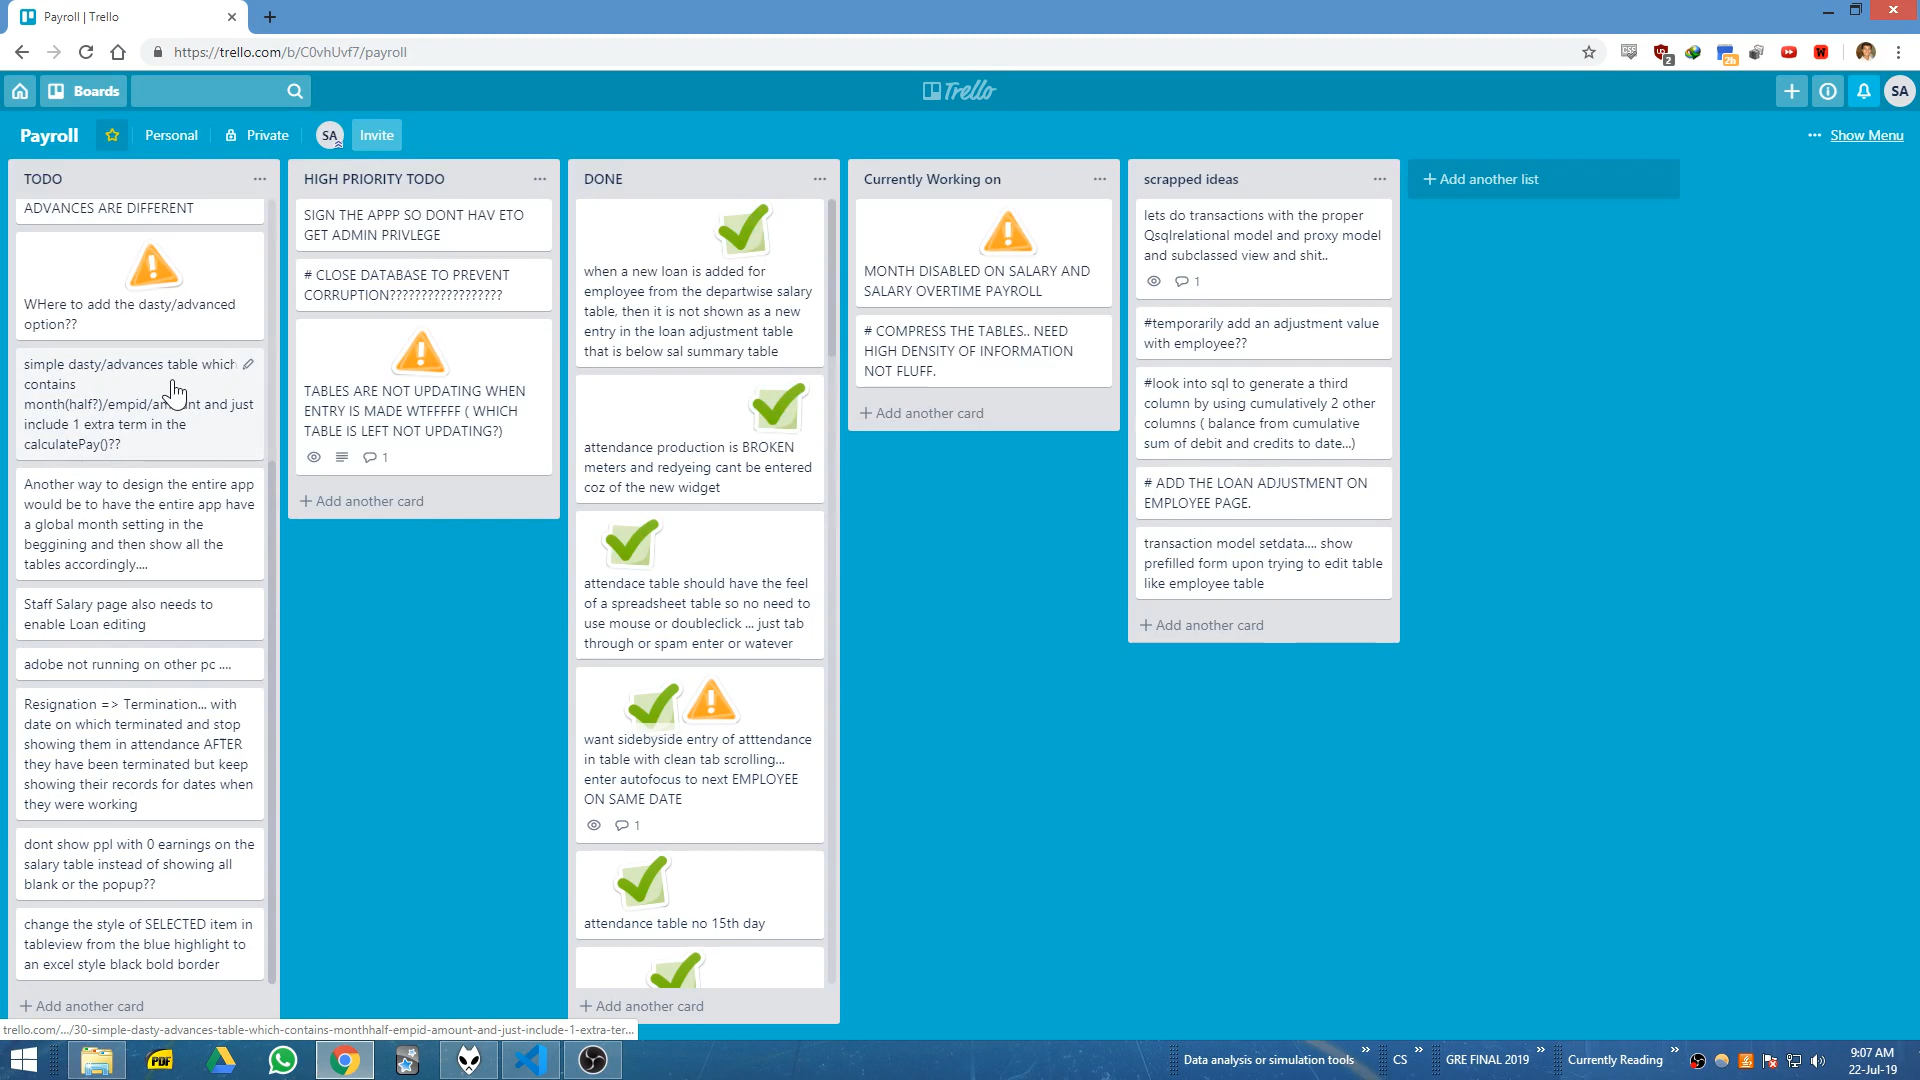 Payroll | Trello
https://trello.com/b/C0vhUvf7/payroll
2
2h
Boards
Trello
SA
Payroll
Personal
Private
SA
Invite
Show Menu
TODO
ADVANCES ARE DIFFERENT
WHere to add the dasty/advanced
option??
simple dasty/advances table which
contains
month(half?)/empid/amount and just
include 1 extra term in the
calculatePay()??
Another way to design the entire app
would be to have the entire app have
a global month setting in the
beggining and then show all the
tables accordingly....
Staff Salary page also needs to
enable Loan editing
adobe not running on other pc ....
Resignation => Termination... with
date on which terminated and stop
showing them in attendance AFTER
they have been terminated but keep
showing their records for dates when
they were working
dont show ppl with 0 earnings on the
salary table instead of showing all
blank or the popup??
change the style of SELECTED item in
tableview from the blue highlight to
an excel style black bold border
Add another card
HIGH PRIORITY TODO
SIGN THE APPP SO DONT HAV ETO
GET ADMIN PRIVLEGE
# CLOSE DATABASE TO PREVENT
CORRUPTION??????????????????
TABLES ARE NOT UPDATING WHEN
ENTRY IS MADE WTFFFFF ( WHICH
TABLE IS LEFT NOT UPDATING?)
1
Add another card
DONE
when a new loan is added for
employee from the departwise salary
table, then it is not shown as a new
entry in the loan adjustment table
that is below sal summary table
attendance production is BROKEN
meters and redyeing cant be entered
coz of the new widget
attendace table should have the feel
of a spreadsheet table so no need to
use mouse or doubleclick ... just tab
through or spam enter or watever
want sidebyside entry of atttendance
in table with clean tab scrolling...
enter autofocus to next EMPLOYEE
ON SAME DATE
1
attendance table no 15th day
Add another card
Currently Working on
MONTH DISABLED ON SALARY AND
SALARY OVERTIME PAYROLL
# COMPRESS THE TABLES.. NEED
HIGH DENSITY OF INFORMATION
NOT FLUFF.
Add another card
scrapped ideas
lets do transactions with the proper
Qsqlrelational model and proxy model
and subclassed view and shit..
1
#temporarily add an adjustment value
with employee??
#look into sql to generate a third
column by using cumulatively 2 other
columns ( balance from cumulative
sum of debit and credits to date...)
# ADD THE LOAN ADJUSTMENT ON
EMPLOYEE PAGE.
transaction model setdata.... show
prefilled form upon trying to edit table
like employee table
Add another card
Add another list
trello.com/.../30-simple-dasty-advances-table-which-contains-monthhalf-empid-amount-and-just-include-1-extra-ter...
PDF
Data analysis or simulation tools
CS
GRE FINAL 2019
Currently Reading
9:07 AM
22-Jul-19